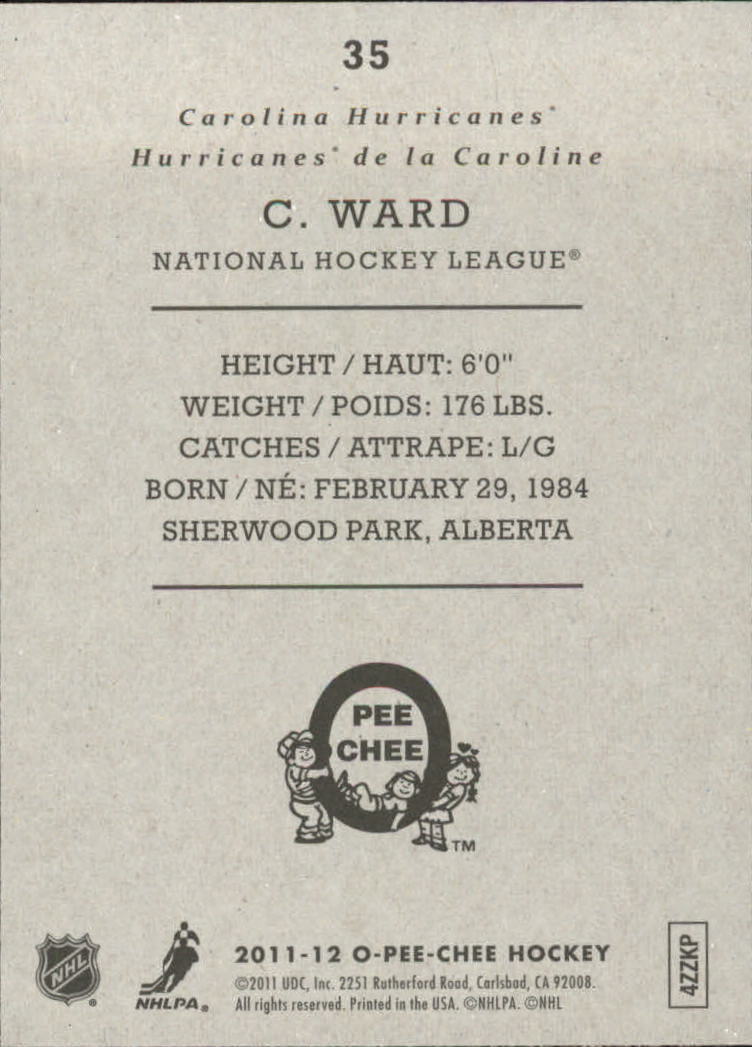 35
Carolina Hurricanes®
Hurricanes® de la Caroline
C. WARD
NATIONAL HOCKEY LEAGUE®
HEIGHT / HAUT: 6'0"
WEIGHT / POIDS: 176 LBS.
CATCHES / ATTRAPE: L/G
BORN / NÉ: FEBRUARY 29, 1984
SHERWOOD PARK, ALBERTA
O
PEE
CHEE
TM
NHL®
NHLPA®
2011-12 O-PEE-CHEE HOCKEY
©2011 UDC, Inc. 2251 Rutherford Road, Carlsbad, CA 92008.
All rights reserved. Printed in the USA. ©NHLPA. ©NHL
4ZZKP